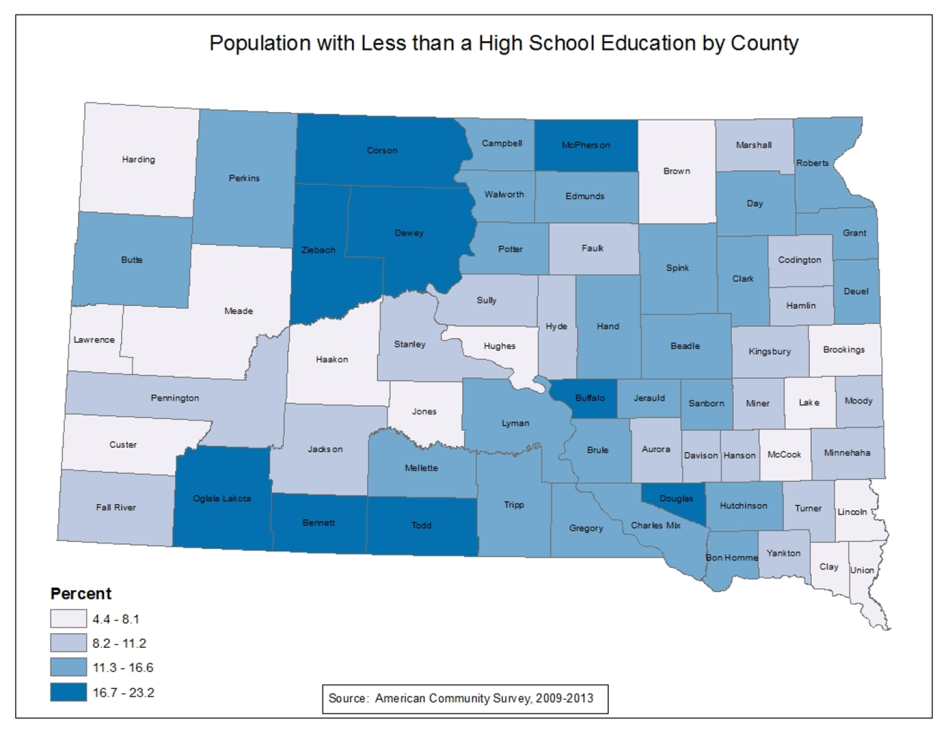 Population with Less than a High School Education by County
Harding
Perkins
Corson
Campbell
McPherson
Brown
Marshall
Roberts
Walworth
Edmunds
Day
Butte
Ziebach
Dewey
Potter
Faulk
Spink
Clark
Codington
Grant
Deuel
Meade
Sully
Hyde
Hand
Hamlin
Lawrence
Haakon
Stanley
Hughes
Beadle
Kingsbury
Brookings
Pennington
Jones
Lyman
Buffalo
Jerauld
Sanborn
Miner
Lake
Moody
Custer
Jackson
Mellette
Brule
Aurora
Davison
Hanson
McCook
Minnehaha
Fall River
Oglala Lakota
Bennett
Todd
Tripp
Gregory
Charles Mix
Douglas
Hutchinson
Turner
Lincoln
Bon Homme
Yankton
Clay
Union
Percent
4.4 - 8.1
8.2 - 11.2
11.3 - 16.6
16.7 - 23.2
Source: American Community Survey, 2009-2013